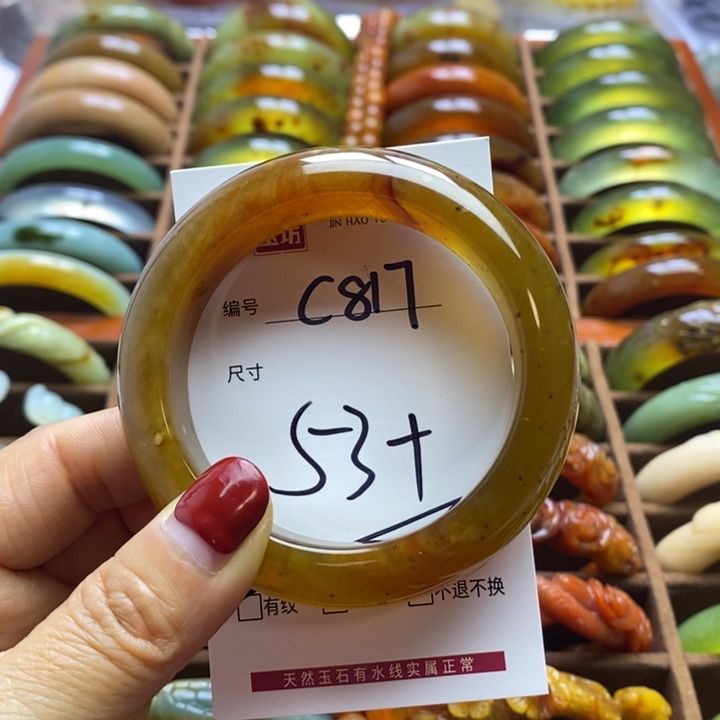 JIN HAO
坊
编号 C817
尺寸
53+
有纹 不退不换
天然玉石有水线实属正常